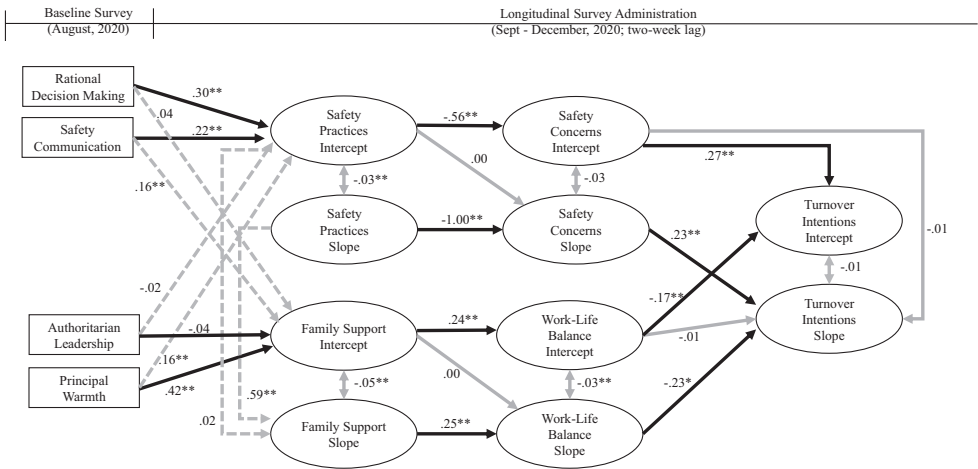 Baseline Survey
(August, 2020)
Longitudinal Survey Administration
(Sept - December, 2020; two-week lag)
Rational
Decision Making
Safety
Communication
Authoritarian
Leadership
Principal
Warmth
.30**
.04
.22**
.16**
-.02
-.04
.16**
.42**
.59**
.02
Safety
Practices
Intercept
-.03**
Safety
Practices
Slope
Family Support
Intercept
-.05**
Family Support
Slope
-.56**
.00
-1.00**
.24**
.00
.25**
Safety
Concerns
Intercept
-.03
Safety
Concerns
Slope
Work-Life
Balance
Intercept
-.03**
Work-Life
Balance
Slope
.27**
.23**
-.17**
-.01
-.23*
Turnover
Intentions
Intercept
-.01
Turnover
Intentions
Slope
-.01